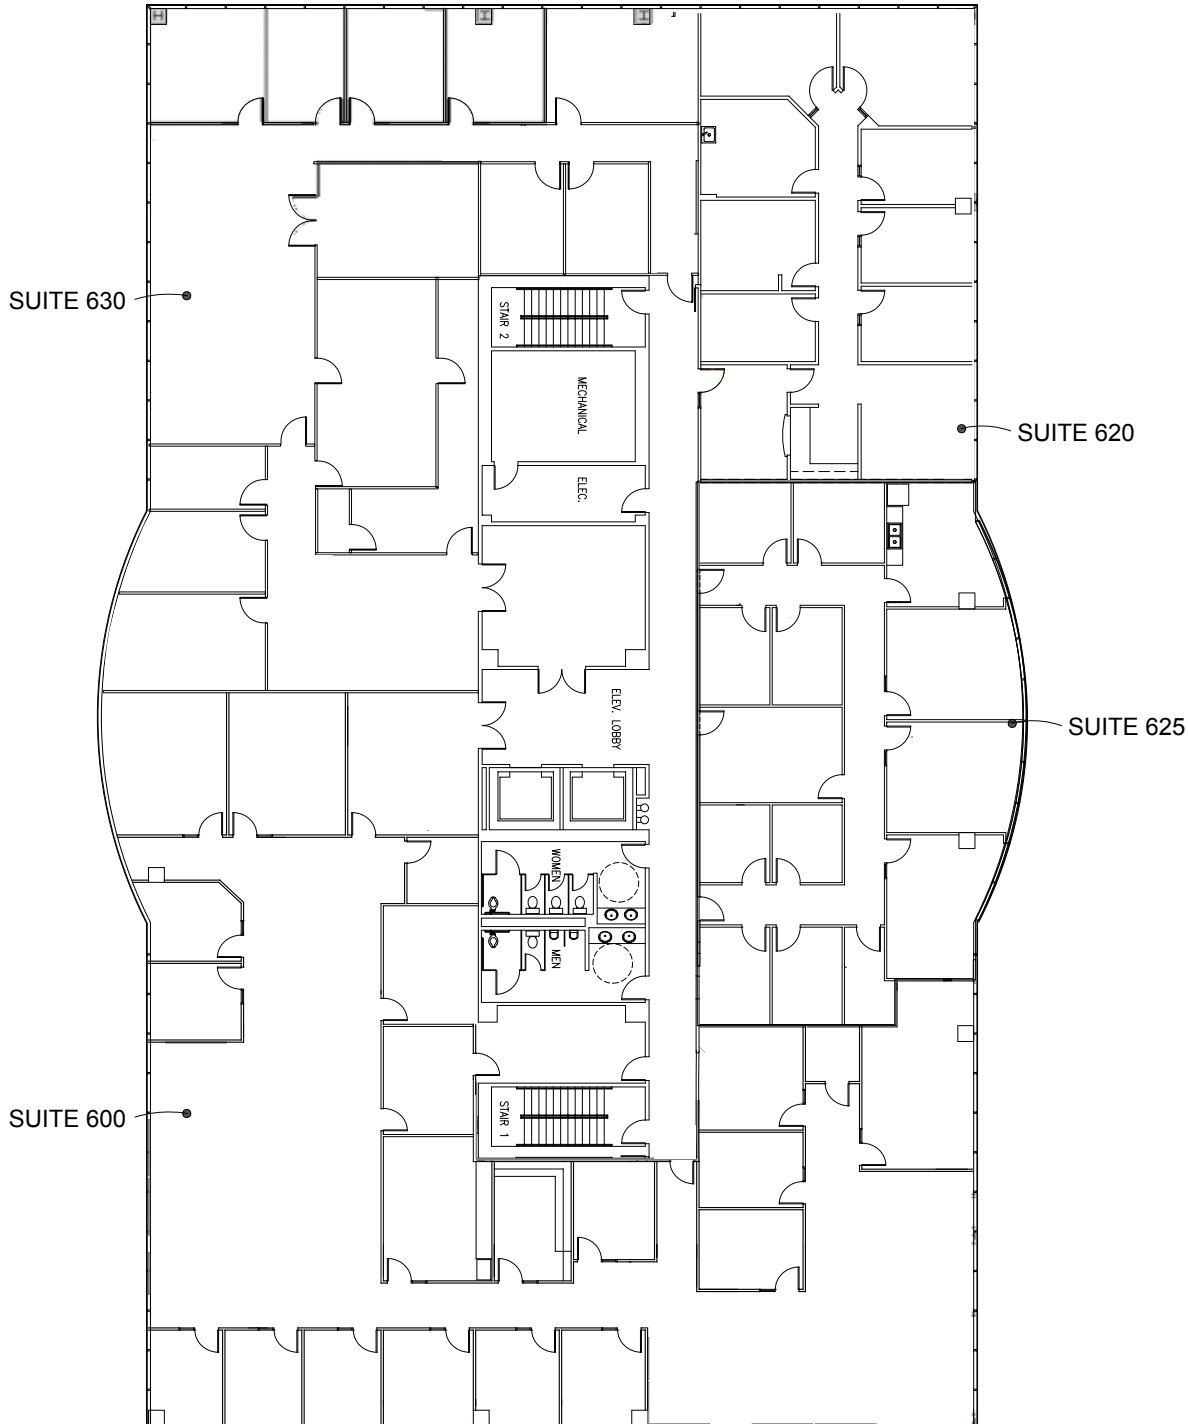 SUITE 630
STAIR 2
MECHANICAL
SUITE 620
ELEC.
ELEV. LOBBY
SUITE 625
WOMEN
MEN
SUITE 600
STAIR 1